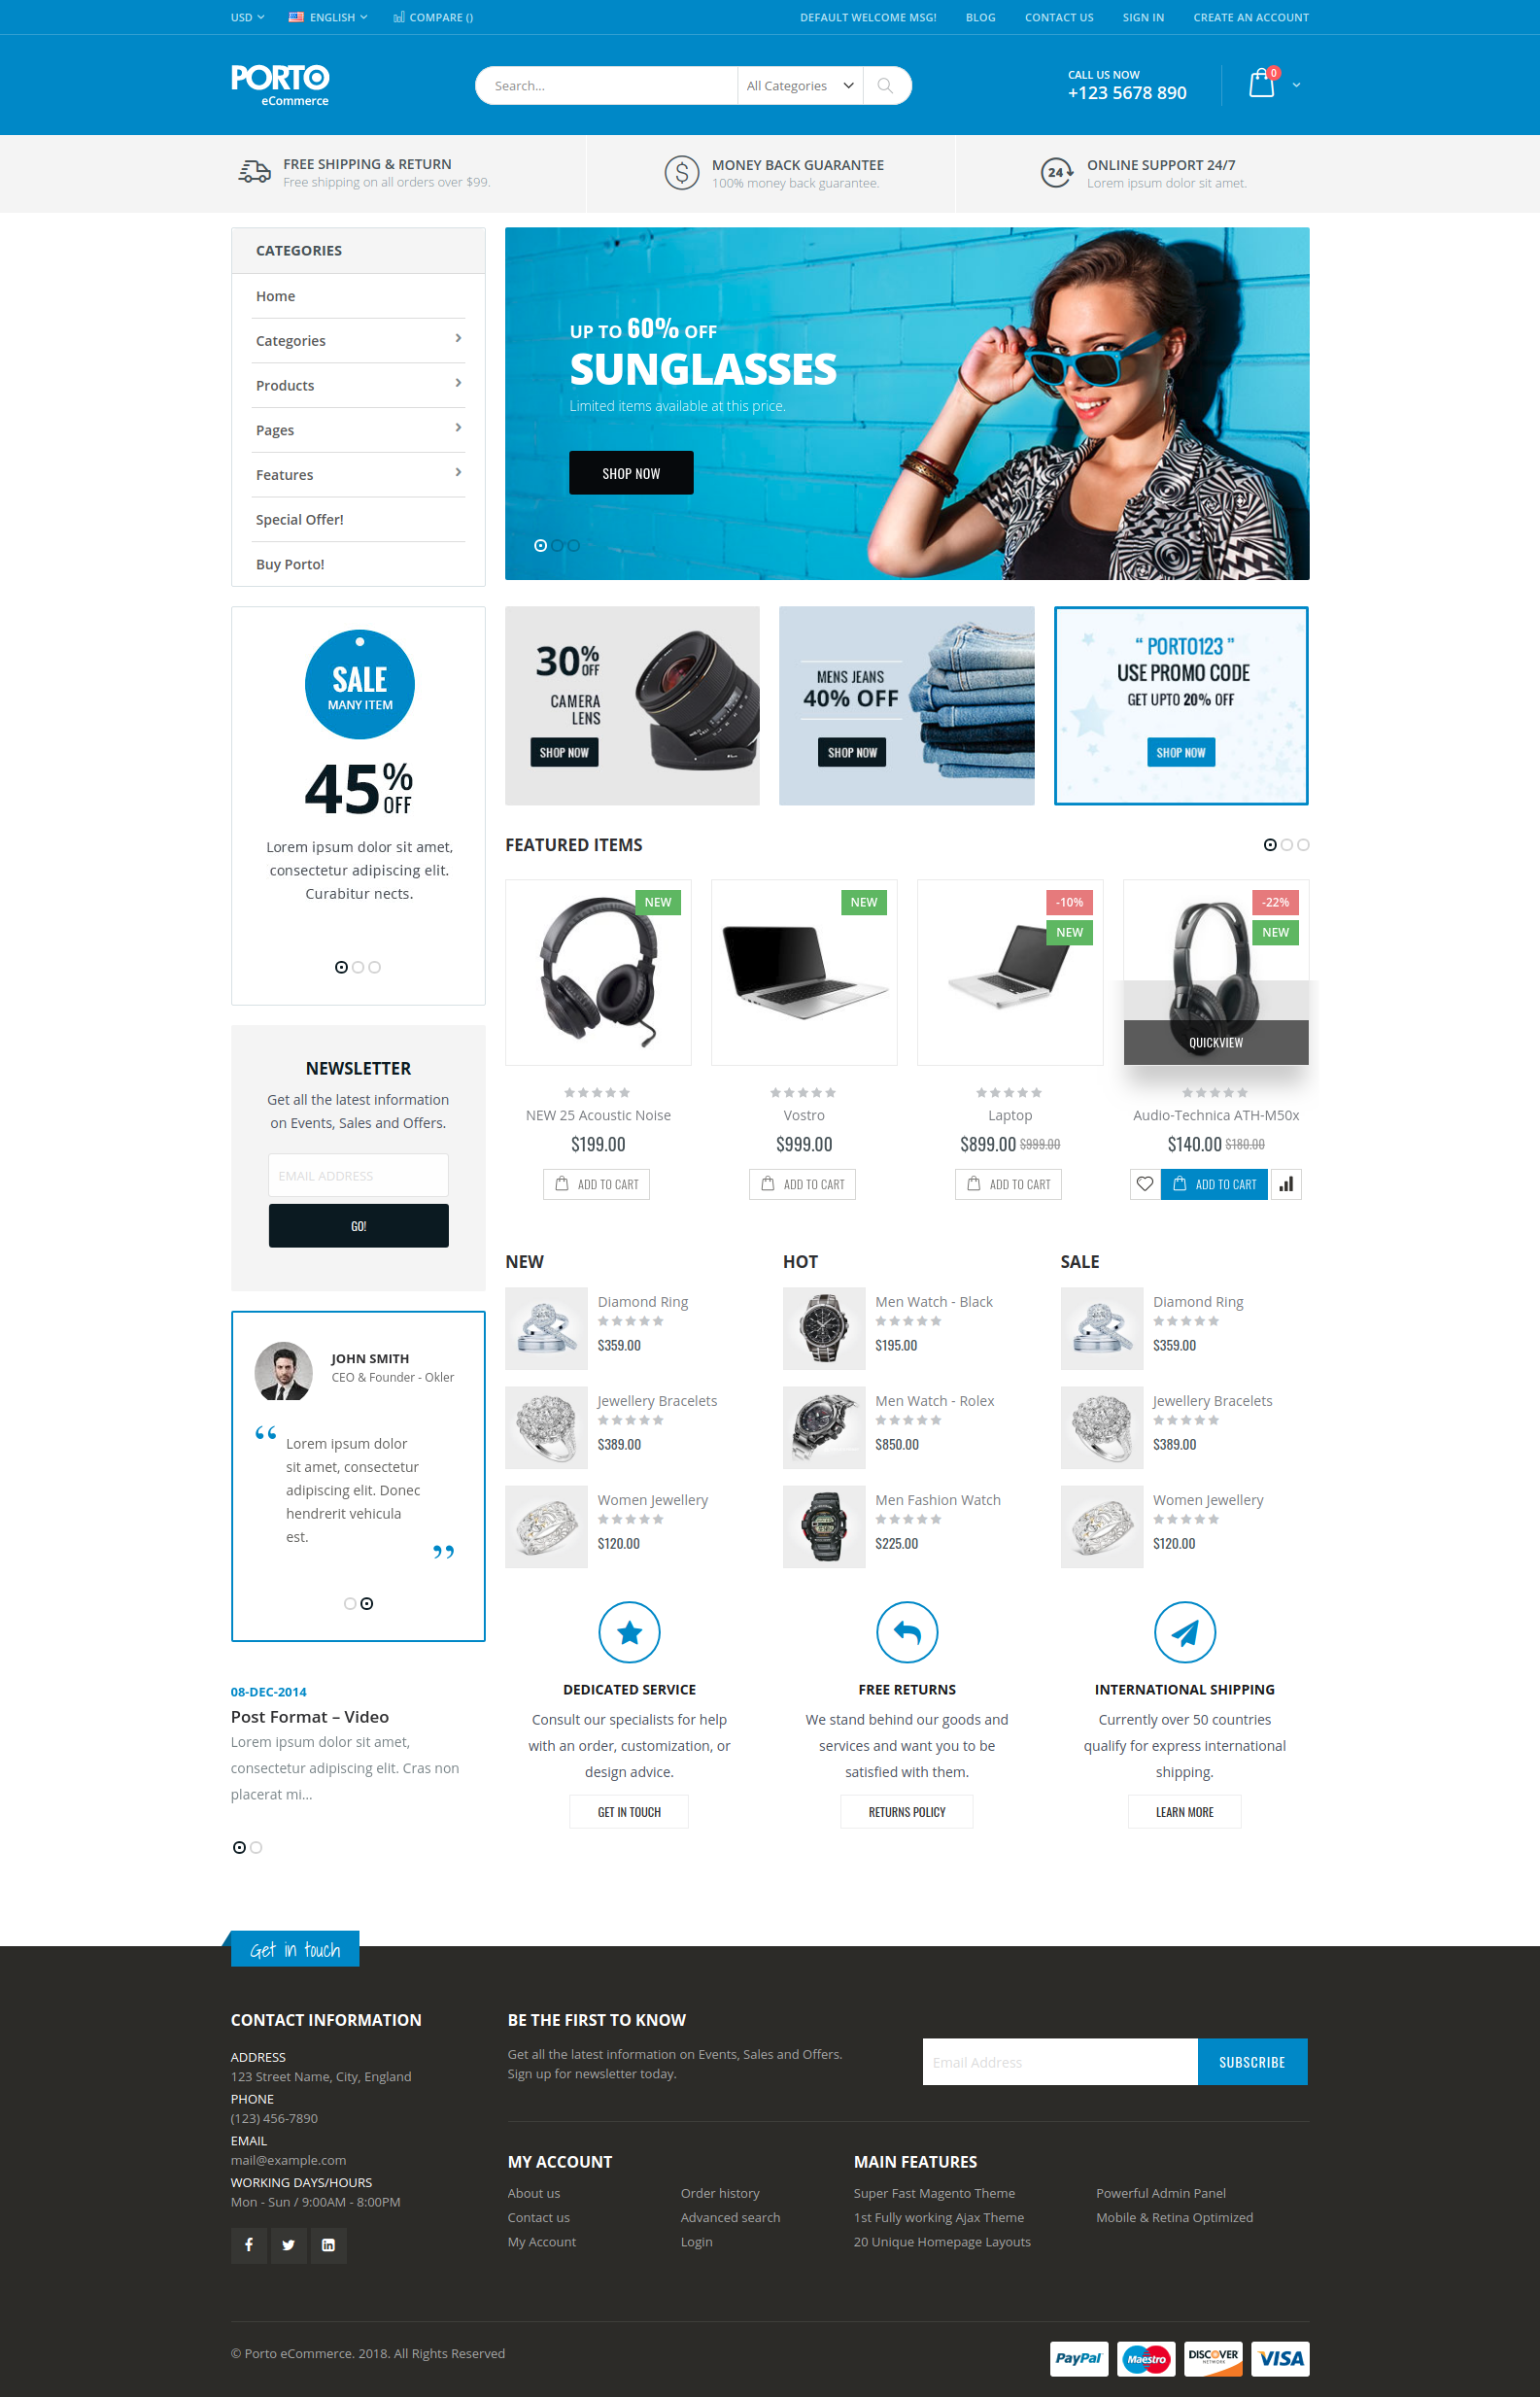 USD ENGLISH COMPARE () DEFAULT WELCOME MSG! BLOG CONTACT US SIGN IN CREATE AN ACCOUNT
PORTO
eCommerce
Search...
All Categories
CALL US NOW
+123 5678 890
0
FREE SHIPPING & RETURN
Free shipping on all orders over $99.
MONEY BACK GUARANTEE
100% money back guarantee.
24
ONLINE SUPPORT 24/7
Lorem ipsum dolor sit amet.
CATEGORIES
Home
Categories
Products
Pages
Features
Special Offer!
Buy Porto!
UP TO 60% OFF
SUNGLASSES
Limited items available at this price.
SHOP NOW
SALE
MANY ITEM
45%
OFF
Lorem ipsum dolor sit amet,
consectetur adipiscing elit.
Curabitur nects.
30%
OFF
CAMERA
LENS
SHOP NOW
MENS JEANS
40% OFF
SHOP NOW
“ PORTO123 ”
USE PROMO CODE
GET UPTO 20% OFF
SHOP NOW
FEATURED ITEMS
NEW
NEW 25 Acoustic Noise
$199.00
ADD TO CART
NEW
Vostro
$999.00
ADD TO CART
-10%
NEW
Laptop
$899.00 $999.00
ADD TO CART
-22%
NEW
QUICKVIEW
Audio-Technica ATH-M50x
$140.00 $180.00
ADD TO CART
NEWSLETTER
Get all the latest information
on Events, Sales and Offers.
EMAIL ADDRESS
GO!
NEW
Diamond Ring
$359.00
Jewellery Bracelets
$389.00
Women Jewellery
$120.00
HOT
Men Watch - Black
$195.00
Men Watch - Rolex
$850.00
Men Fashion Watch
$225.00
SALE
Diamond Ring
$359.00
Jewellery Bracelets
$389.00
Women Jewellery
$120.00
JOHN SMITH
CEO & Founder - Okler
“
Lorem ipsum dolor
sit amet, consectetur
adipiscing elit. Donec
hendrerit vehicula
est.
”
08-DEC-2014
Post Format – Video
Lorem ipsum dolor sit amet,
consectetur adipiscing elit. Cras non
placerat mi...
DEDICATED SERVICE
Consult our specialists for help
with an order, customization, or
design advice.
GET IN TOUCH
FREE RETURNS
We stand behind our goods and
services and want you to be
satisfied with them.
RETURNS POLICY
INTERNATIONAL SHIPPING
Currently over 50 countries
qualify for express international
shipping.
LEARN MORE
Get in touch
CONTACT INFORMATION
ADDRESS
123 Street Name, City, England
PHONE
(123) 456-7890
EMAIL
mail@example.com
WORKING DAYS/HOURS
Mon - Sun / 9:00AM - 8:00PM
BE THE FIRST TO KNOW
Get all the latest information on Events, Sales and Offers.
Sign up for newsletter today.
Email Address
SUBSCRIBE
MY ACCOUNT
About us Order history
Contact us Advanced search
My Account Login
MAIN FEATURES
Super Fast Magento Theme Powerful Admin Panel
1st Fully working Ajax Theme Mobile & Retina Optimized
20 Unique Homepage Layouts
© Porto eCommerce. 2018. All Rights Reserved
PayPal
Maestro
DISCOVER
NETWORK
VISA